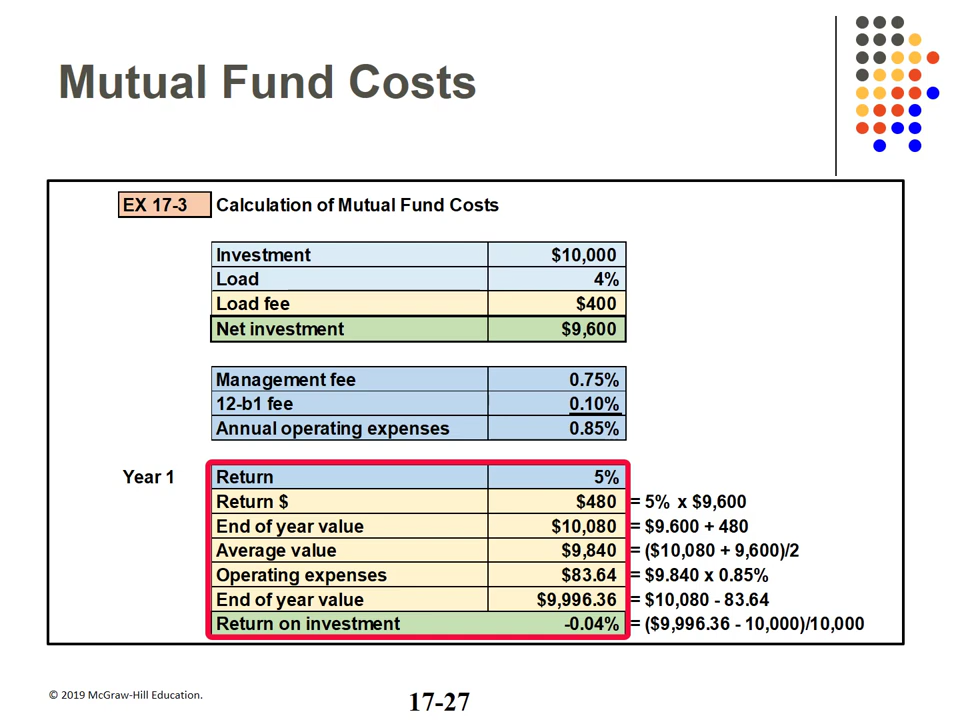 Mutual Fund Costs
EX 17-3 Calculation of Mutual Fund Costs
Investment $10,000
Load 4%
Load fee $400
Net investment $9,600
Management fee 0.75%
12-b1 fee 0.10%
Annual operating expenses 0.85%
Year 1 Return 5%
Return $ $480 = 5% x $9,600
End of year value $10,080 = $9.600 + 480
Average value $9,840 = ($10,080 + 9,600)/2
Operating expenses $83.64 = $9.840 x 0.85%
End of year value $9,996.36 = $10,080 - 83.64
Return on investment -0.04% = ($9,996.36 - 10,000)/10,000
© 2019 McGraw-Hill Education.
17-27